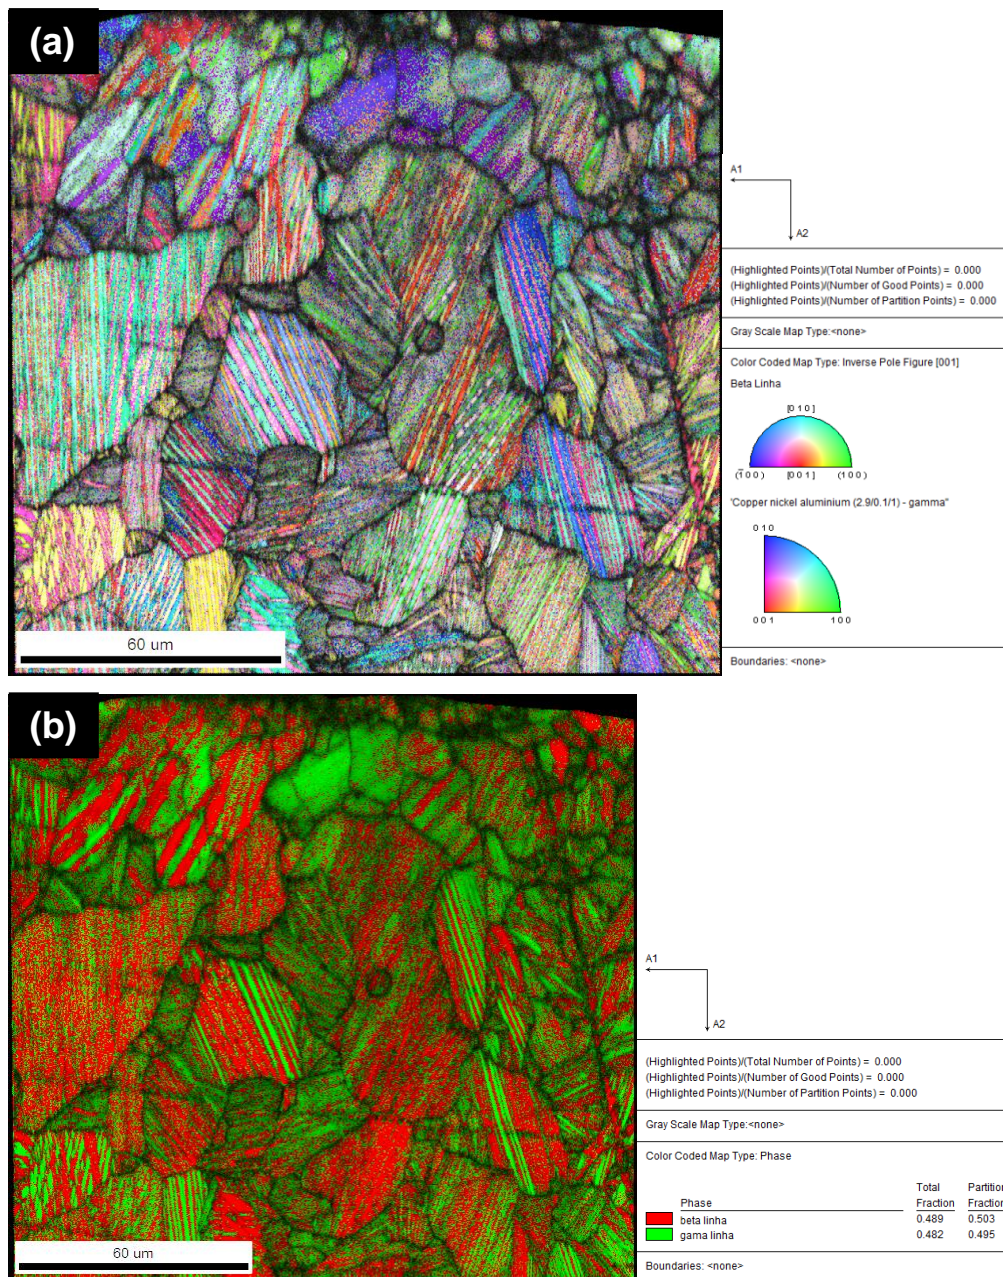 (a)
A1
A2
(Highlighted Points)/(Total Number of Points) = 0.000
(Highlighted Points)/(Number of Good Points) = 0.000
(Highlighted Points)/(Number of Partition Points) = 0.000
Gray Scale Map Type:<none>
Color Coded Map Type: Inverse Pole Figure [001]
Beta Linha
[0 1 0]
(1̅ 0 0) [0 0 1] (1 0 0)
'Copper nickel aluminium (2.9/0.1/1) - gamma"
0 1 0
0 0 1 1 0 0
Boundaries: <none>
60 um
(b)
A1
A2
(Highlighted Points)/(Total Number of Points) = 0.000
(Highlighted Points)/(Number of Good Points) = 0.000
(Highlighted Points)/(Number of Partition Points) = 0.000
Gray Scale Map Type:<none>
Color Coded Map Type: Phase
Total Partition
Phase Fraction Fraction
beta linha 0.489 0.503
gama linha 0.482 0.495
Boundaries: <none>
60 um